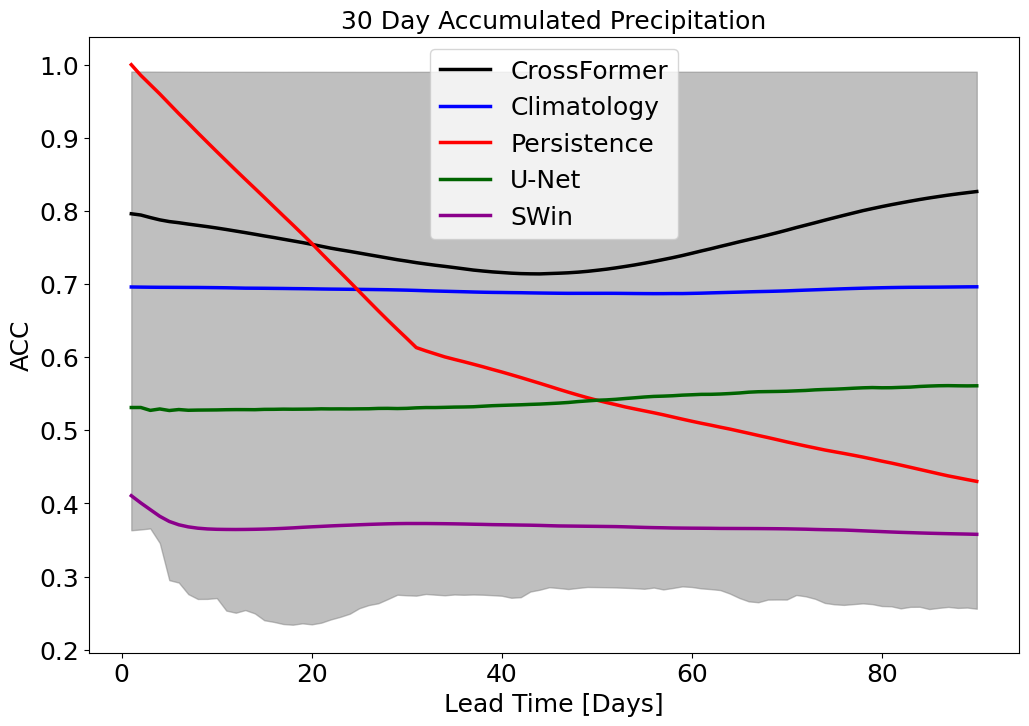 30 Day Accumulated Precipitation
CrossFormer
Climatology
Persistence
U-Net
SWin
ACC
1.0
0.9
0.8
0.7
0.6
0.5
0.4
0.3
0.2
0
20
40
60
80
Lead Time [Days]